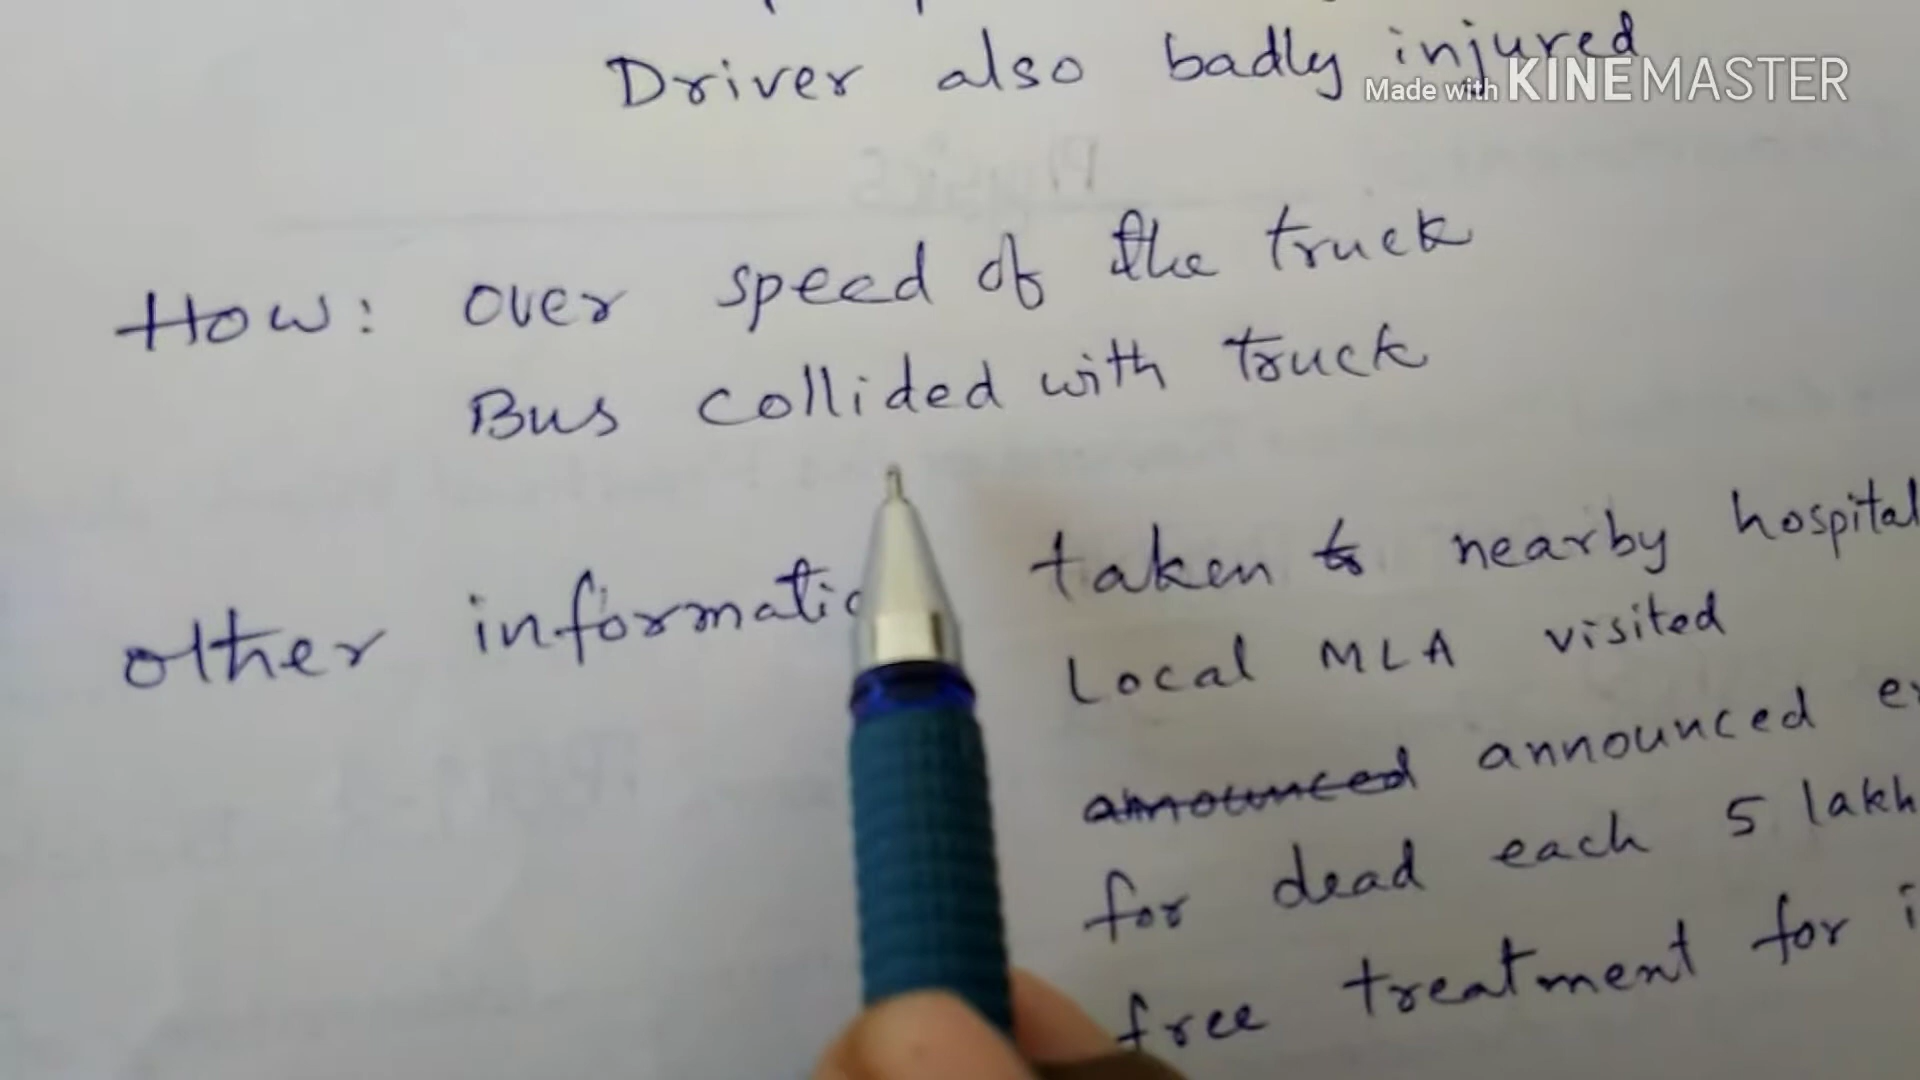 Driver also badly injured
Made with KINEMASTER
How: over speed of the truck
Bus collided with truck
other informatio
taken to nearby hospital
Local MLA visited
announced announced
for dead each 5 lakh
free treatment for